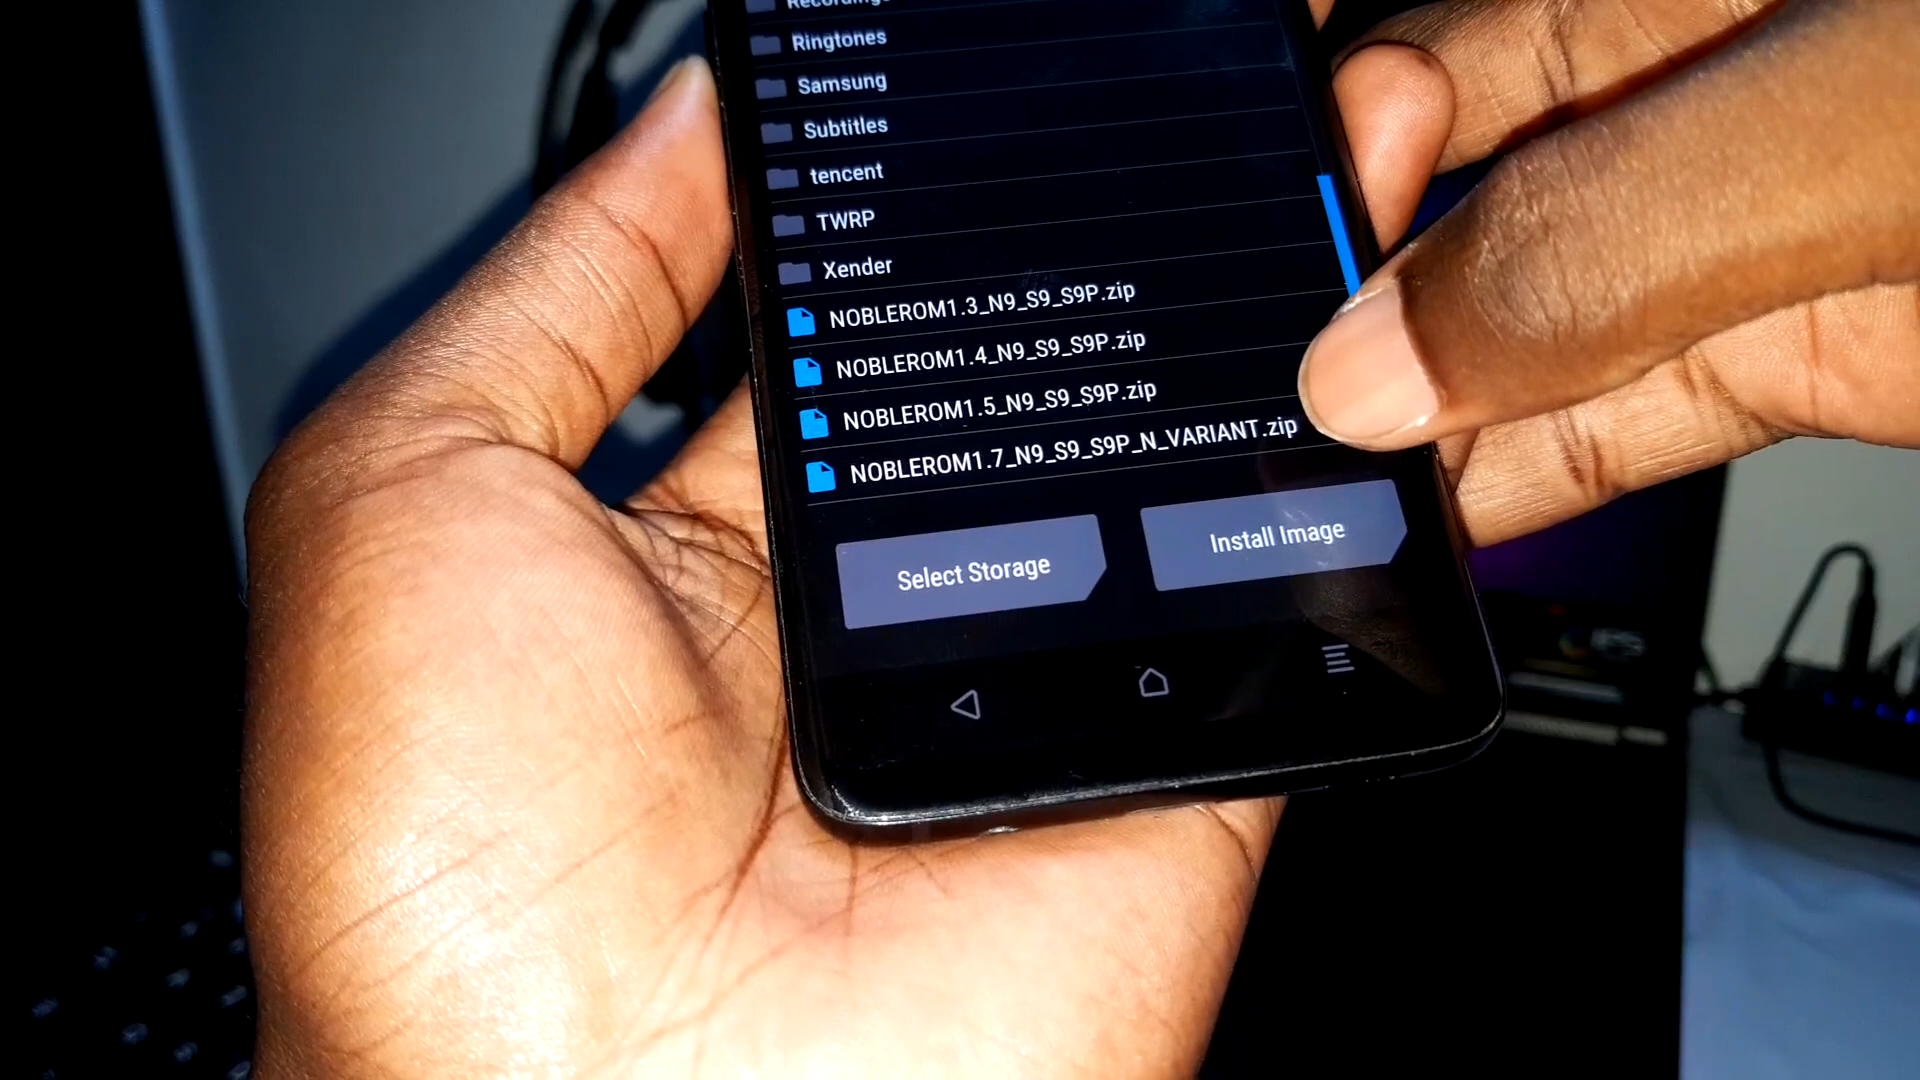 Recordings
Ringtones
Samsung
Subtitles
tencent
TWRP
Xender
NOBLEROM1.3_N9_S9_S9P.zip
NOBLEROM1.4_N9_S9_S9P.zip
NOBLEROM1.5_N9_S9_S9P.zip
NOBLEROM1.7_N9_S9_S9P_N_VARIANT.zip
Select Storage
Install Image